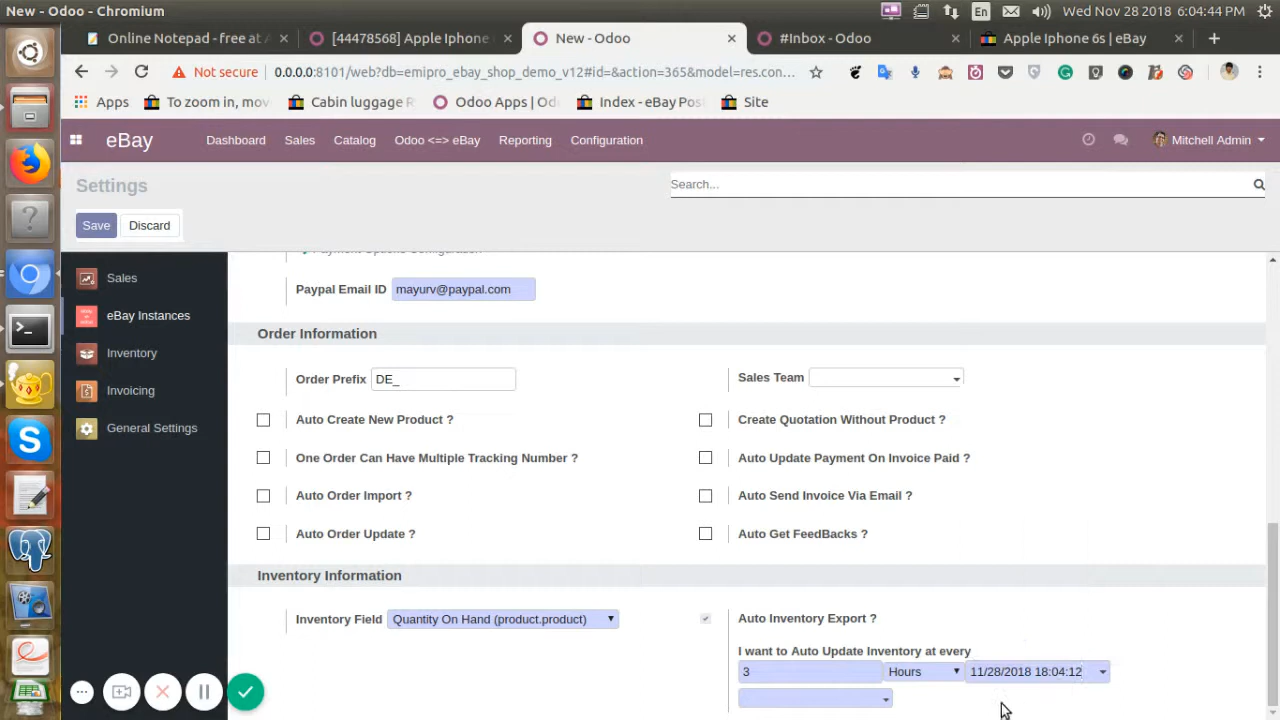 New - Odoo - Chromium
En
Wed Nov 28 2018 6:04:44 PM
Online Notepad - free at A
[44478568] Apple Iphone
New - Odoo
#Inbox - Odoo
Apple Iphone 6s | eBay
Not secure
0.0.0.0:8101/web?db=emipro_ebay_shop_demo_v12#id=&action=365&model=res.con...
Apps
To zoom in, mov
Cabin luggage R
Odoo Apps | Od
Index - eBay Pos
Site
eBay
Dashboard
Sales
Catalog
Odoo <=> eBay
Reporting
Configuration
Mitchell Admin
Settings
Search...
Save
Discard
Sales
eBay Instances
Inventory
Invoicing
General Settings
Payment Options Configuration
Paypal Email ID
mayurv@paypal.com
Order Information
Order Prefix
DE_
Sales Team
Auto Create New Product ?
Create Quotation Without Product ?
One Order Can Have Multiple Tracking Number ?
Auto Update Payment On Invoice Paid ?
Auto Order Import ?
Auto Send Invoice Via Email ?
Auto Order Update ?
Auto Get FeedBacks ?
Inventory Information
Inventory Field
Quantity On Hand (product.product)
Auto Inventory Export ?
I want to Auto Update Inventory at every
3
Hours
11/28/2018 18:04:12